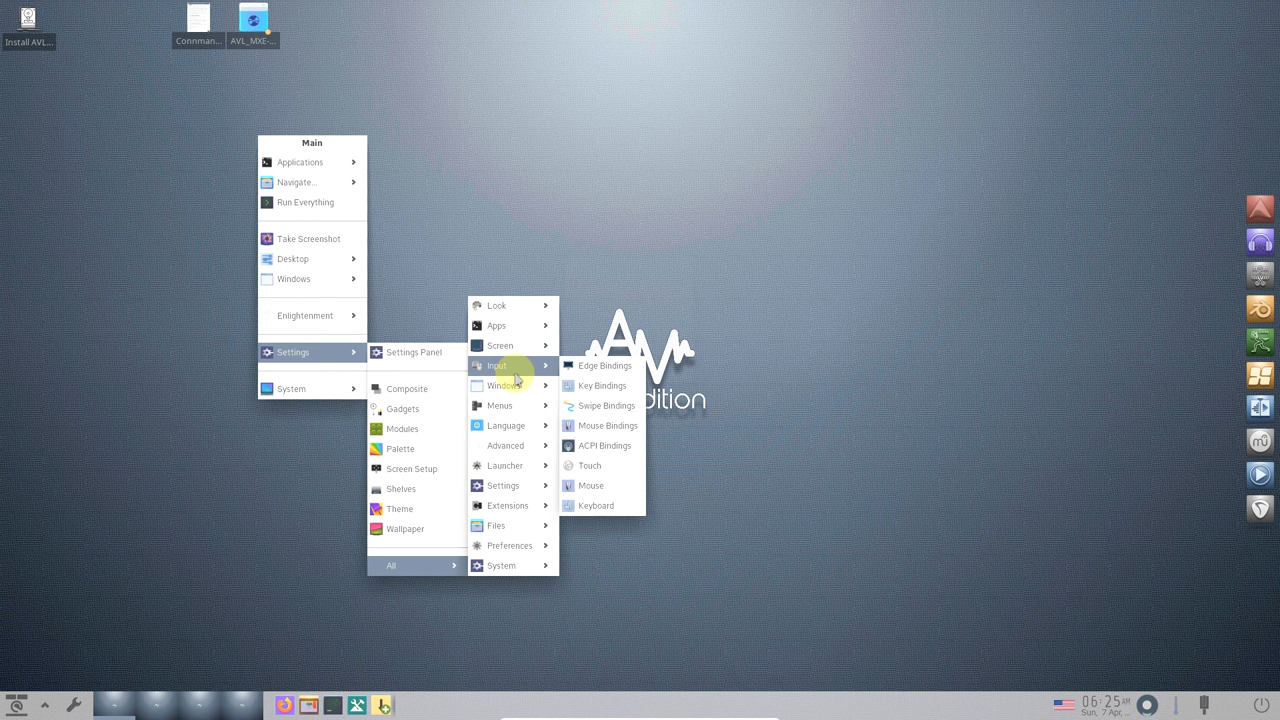 Install AVL...
Connman...
AVL_MXE-...
Main
Applications
Navigate...
Run Everything
Take Screenshot
Desktop
Windows
Enlightenment
Settings
System
Settings Panel
Composite
Gadgets
Modules
Palette
Screen Setup
Shelves
Theme
Wallpaper
All
Look
Apps
Screen
Input
Windows
Menus
Language
Advanced
Launcher
Settings
Extensions
Files
Preferences
System
Edge Bindings
Key Bindings
Swipe Bindings
Mouse Bindings
ACPI Bindings
Touch
Mouse
Keyboard
AV
dition
06:25 AM
Sun, 7 Apr,...